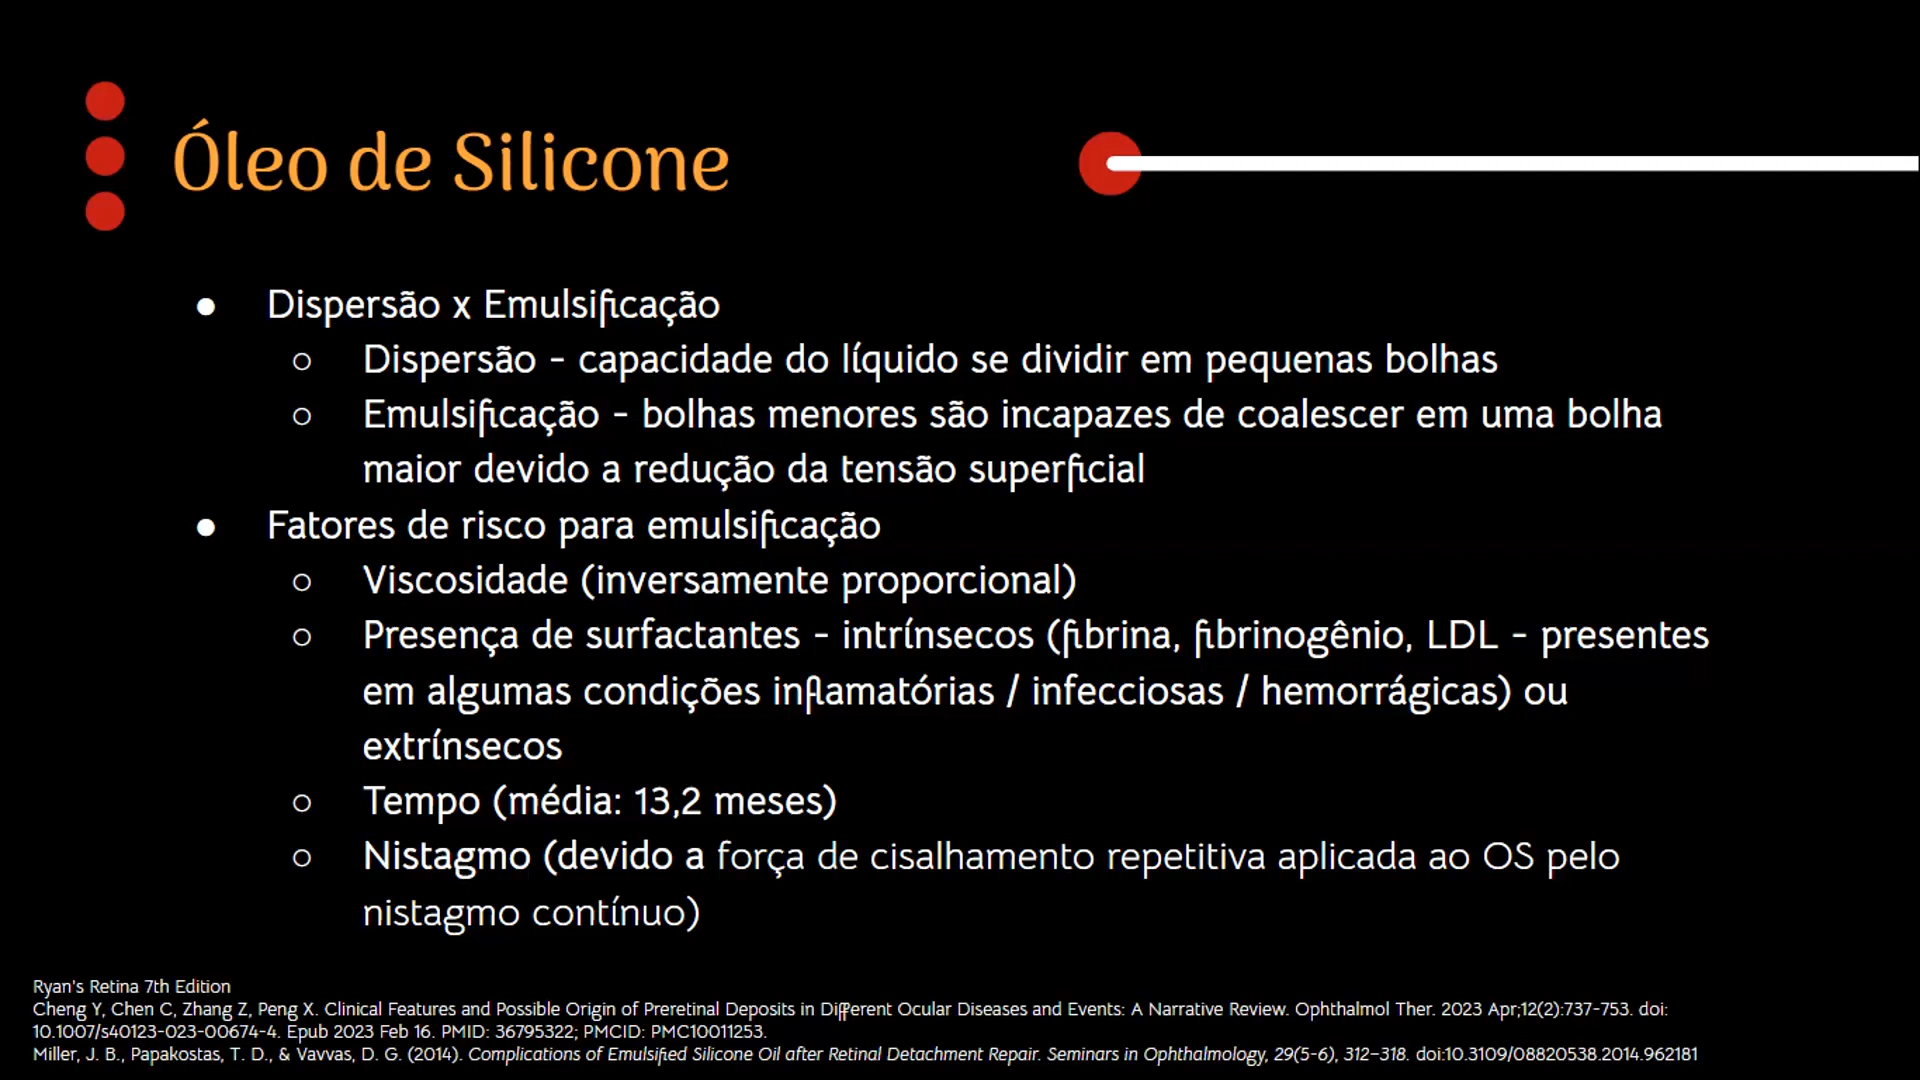 Óleo de Silicone
● Dispersão x Emulsificação
○ Dispersão - capacidade do líquido se dividir em pequenas bolhas
○ Emulsificação - bolhas menores são incapazes de coalescer em uma bolha
maior devido a redução da tensão superficial
● Fatores de risco para emulsificação
○ Viscosidade (inversamente proporcional)
○ Presença de surfactantes - intrínsecos (fibrina, fibrinogênio, LDL - presentes
em algumas condições inflamatórias / infecciosas / hemorrágicas) ou
extrínsecos
○ Tempo (média: 13,2 meses)
○ Nistagmo (devido a força de cisalhamento repetitiva aplicada ao OS pelo
nistagmo contínuo)
Ryan's Retina 7th Edition
Cheng Y, Chen C, Zhang Z, Peng X. Clinical Features and Possible Origin of Preretinal Deposits in Different Ocular Diseases and Events: A Narrative Review. Ophthalmol Ther. 2023 Apr;12(2):737-753. doi:
10.1007/s40123-023-00674-4. Epub 2023 Feb 16. PMID: 36795322; PMCID: PMC10011253.
Miller, J. B., Papakostas, T. D., & Vavvas, D. G. (2014). Complications of Emulsified Silicone Oil after Retinal Detachment Repair. Seminars in Ophthalmology, 29(5-6), 312–318. doi:10.3109/08820538.2014.962181